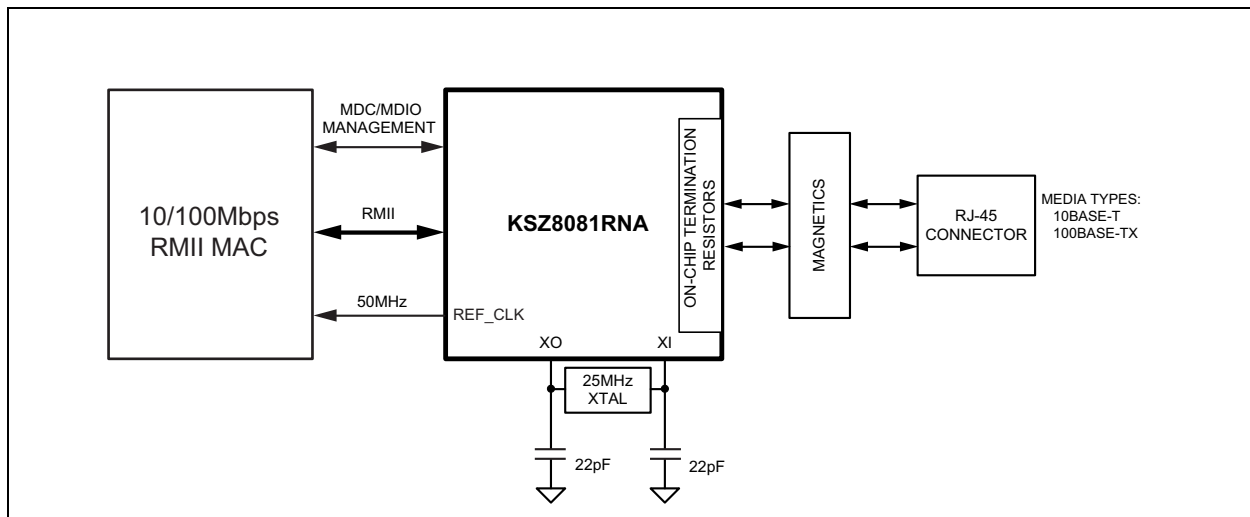 MDC/MDIO
MANAGEMENT
10/100Mbps
RMII MAC
RMII
50MHz
KSZ8081RNA
REF_CLK
XO
XI
ON-CHIP TERMINATION
RESISTORS
MAGNETICS
RJ-45
CONNECTOR
MEDIA TYPES:
10BASE-T
100BASE-TX
25MHz
XTAL
22pF
22pF